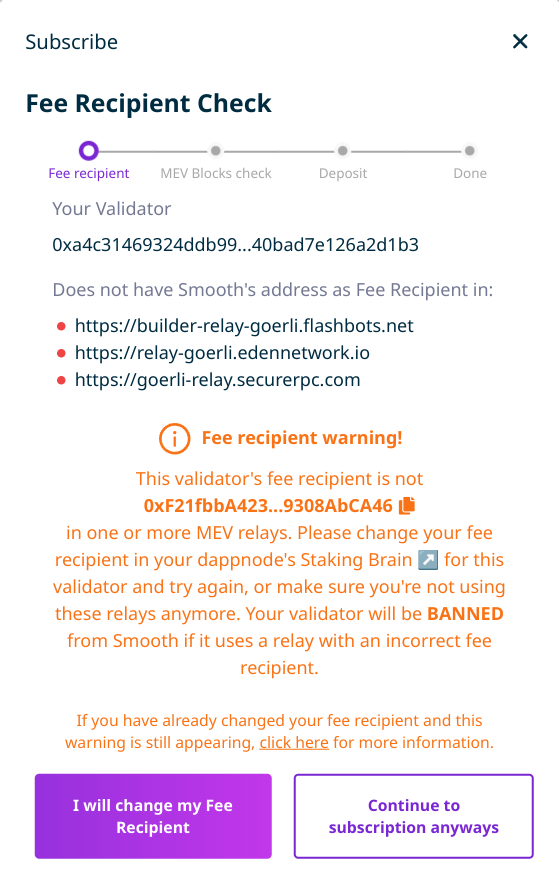 Subscribe
Fee Recipient Check
Fee recipient
MEV Blocks check
Deposit
Done
Your Validator
0xa4c31469324ddb99...40bad7e126a2d1b3
Does not have Smooth's address as Fee Recipient in:
https://builder-relay-goerli.flashbots.net
https://relay-goerli.edennetwork.io
https://goerli-relay.securerpc.com
Fee recipient warning!
This validator's fee recipient is not
0xF21fbbA423...9308AbCA46
in one or more MEV relays. Please change your fee
recipient in your dappnode's Staking Brain ↗️ for this
validator and try again, or make sure you're not using
these relays anymore. Your validator will be BANNED
from Smooth if it uses a relay with an incorrect fee
recipient.
If you have already changed your fee recipient and this
warning is still appearing, click here for more information.
I will change my Fee
Recipient
Continue to
subscription anyways